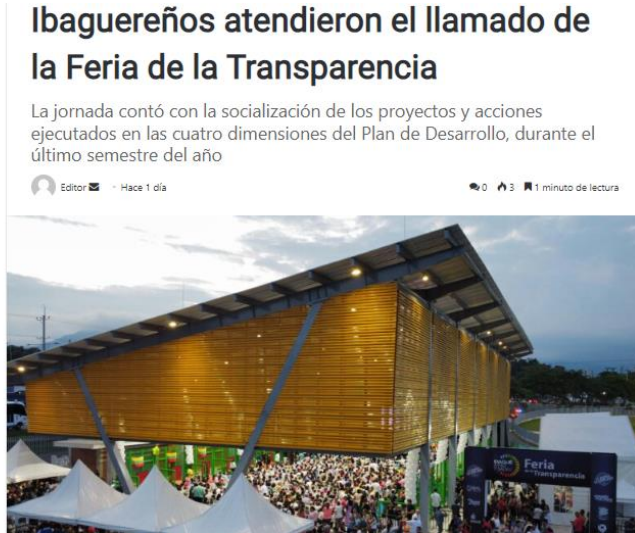 Ibaguereños atendieron el llamado de
la Feria de la Transparencia
La jornada contó con la socialización de los proyectos y acciones
ejecutados en las cuatro dimensiones del Plan de Desarrollo, durante el
último semestre del año
Editor · Hace 1 día 0 3 1 minuto de lectura
Feria
de la Transparencia